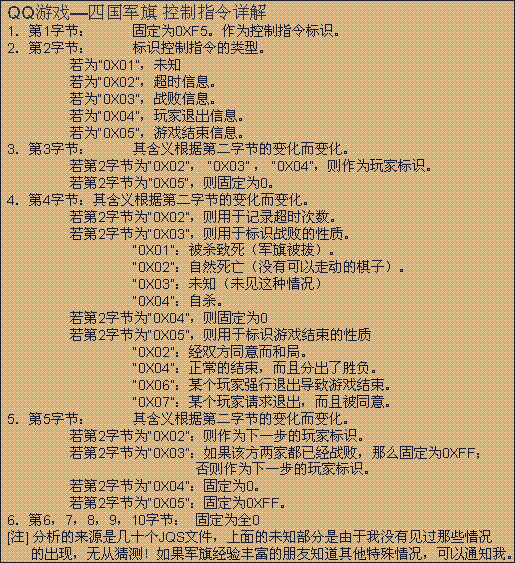 QQ游戏—四国军旗 控制指令详解
1. 第1字节： 固定为0XF5。作为控制指令标识。
2. 第2字节： 标识控制指令的类型。
若为"0X01"，未知
若为"0X02"，超时信息。
若为"0X03"，战败信息。
若为"0X04"，玩家退出信息。
若为"0X05"，游戏结束信息。
3. 第3字节： 其含义根据第二字节的变化而变化。
若第2字节为"0X02"， "0X03"， "0X04"，则作为玩家标识。
若第2字节为"0X05"，则固定为0。
4. 第4字节：其含义根据第二字节的变化而变化。
若第2字节为"0X02"，则用于记录超时次数。
若第2字节为"0X03"，则用于标识战败的性质。
"0X01"：被杀致死（军旗被拔）。
"0X02"：自然死亡（没有可以走动的棋子）。
"0X03"：未知（未见这种情况）
"0X04"：自杀。
若第2字节为"0X04"，则固定为0
若第2字节为"0X05"，则用于标识游戏结束的性质
"0X02"：经双方同意而和局。
"0X04"：正常的结束，而且分出了胜负。
"0X06"：某个玩家强行退出导致游戏结束。
"0X07"：某个玩家请求退出，而且被同意。
5. 第5字节： 其含义根据第二字节的变化而变化。
若第2字节为"0X02"：则作为下一步的玩家标识。
若第2字节为"0X03"：如果该方两家都已经战败，那么固定为0XFF；
否则作为下一步的玩家标识。
若第2字节为"0X04"：固定为0。
若第2字节为"0X05"：固定为0XFF。
6. 第6，7，8，9，10字节： 固定为全0
[注] 分析的来源是几十个JQS文件，上面的未知部分是由于我没有见过那些情况
的出现，无从猜测！如果军旗经验丰富的朋友知道其他特殊情况，可以通知我。